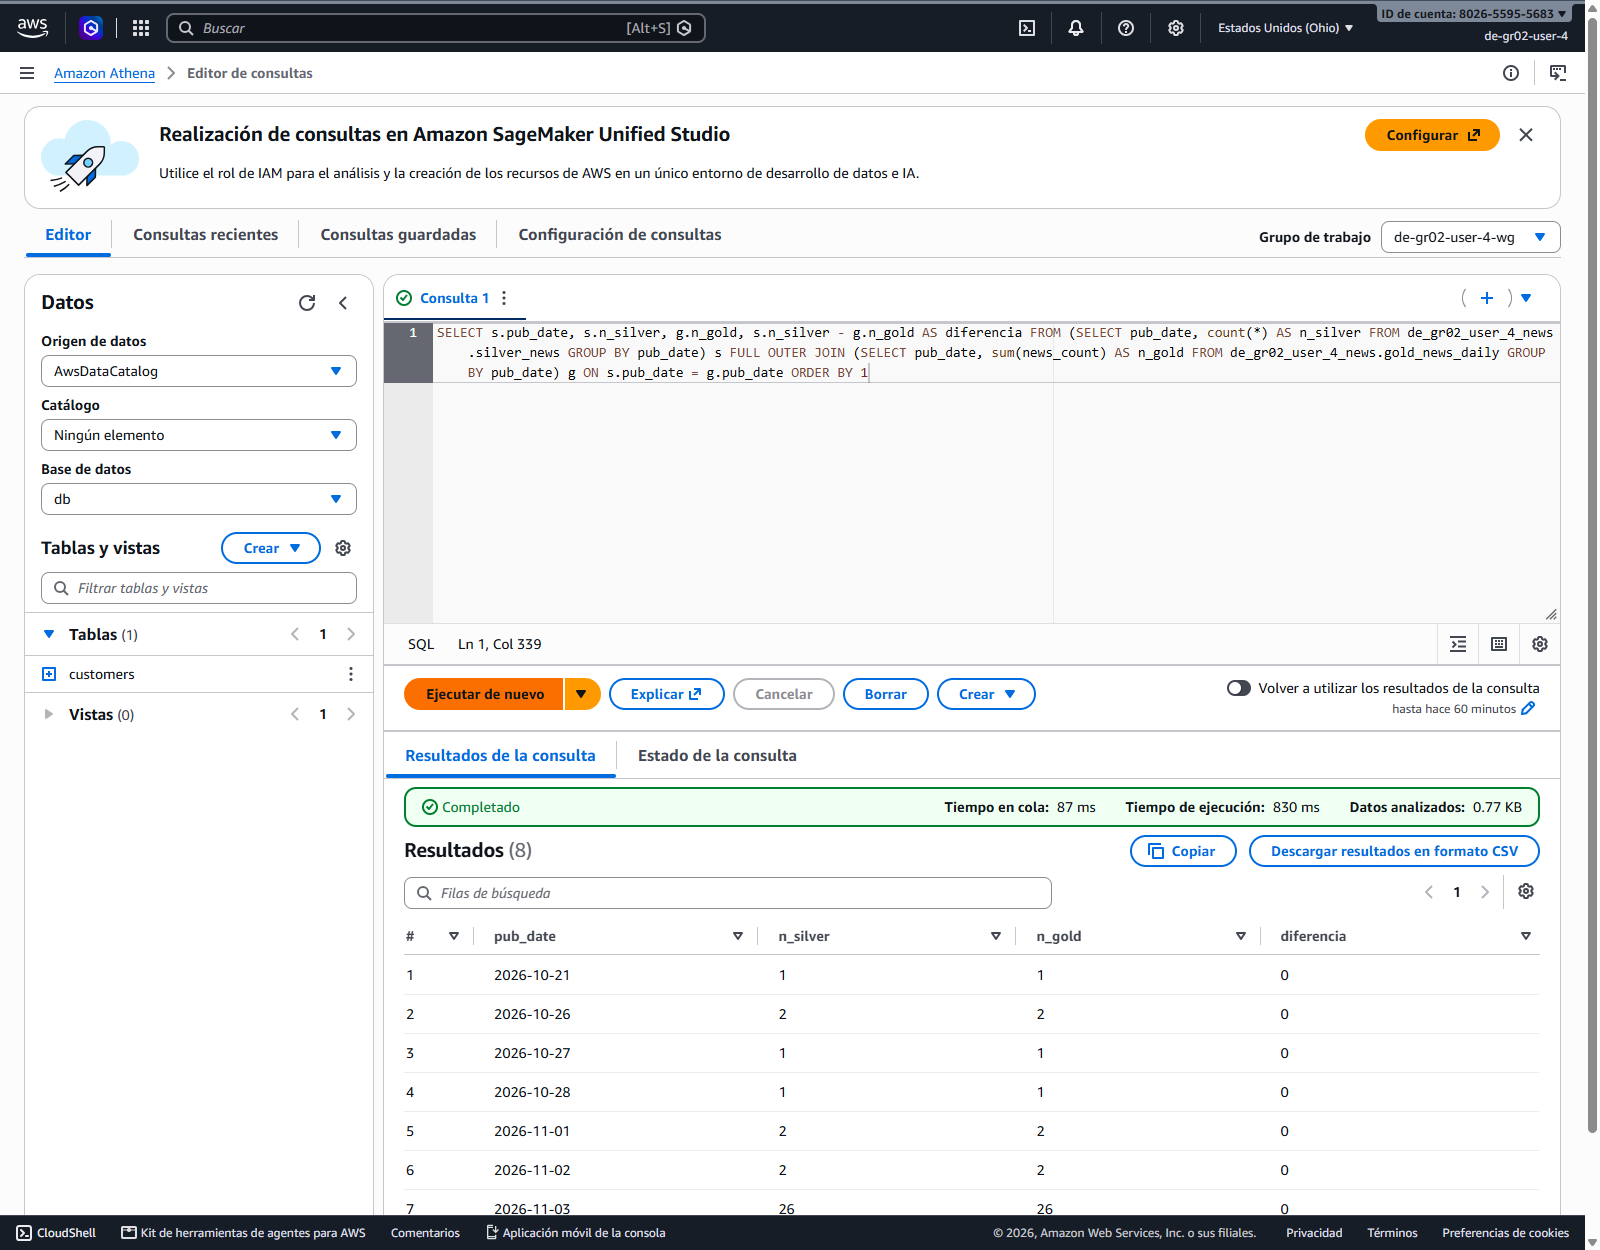 aws
Buscar
[Alt+S]
Estados Unidos (Ohio)
ID de cuenta: 8026-5595-5683
de-gr02-user-4
Amazon Athena
Editor de consultas
Realización de consultas en Amazon SageMaker Unified Studio
Utilice el rol de IAM para el análisis y la creación de los recursos de AWS en un único entorno de desarrollo de datos e IA.
Configurar
Editor
Consultas recientes
Consultas guardadas
Configuración de consultas
Grupo de trabajo
de-gr02-user-4-wg
Datos
Origen de datos
AwsDataCatalog
Catálogo
Ningún elemento
Base de datos
db
Tablas y vistas
Crear
Filtrar tablas y vistas
Tablas (1)
1
customers
Vistas (0)
1
Consulta 1
1
SELECT s.pub_date, s.n_silver, g.n_gold, s.n_silver - g.n_gold AS diferencia FROM (SELECT pub_date, count(*) AS n_silver FROM de_gr02_user_4_news
.silver_news GROUP BY pub_date) s FULL OUTER JOIN (SELECT pub_date, sum(news_count) AS n_gold FROM de_gr02_user_4_news.gold_news_daily GROUP
BY pub_date) g ON s.pub_date = g.pub_date ORDER BY 1
SQL
Ln 1, Col 339
Ejecutar de nuevo
Explicar
Cancelar
Borrar
Crear
Volver a utilizar los resultados de la consulta
hasta hace 60 minutos
Resultados de la consulta
Estado de la consulta
Completado
Tiempo en cola: 87 ms
Tiempo de ejecución: 830 ms
Datos analizados: 0.77 KB
Resultados (8)
Copiar
Descargar resultados en formato CSV
Filas de búsqueda
1
# pub_date n_silver n_gold diferencia
1 2026-10-21 1 1 0
2 2026-10-26 2 2 0
3 2026-10-27 1 1 0
4 2026-10-28 1 1 0
5 2026-11-01 2 2 0
6 2026-11-02 2 2 0
7 2026-11-03 26 26 0
CloudShell
Kit de herramientas de agentes para AWS
Comentarios
Aplicación móvil de la consola
© 2026, Amazon Web Services, Inc. o sus filiales.
Privacidad
Términos
Preferencias de cookies